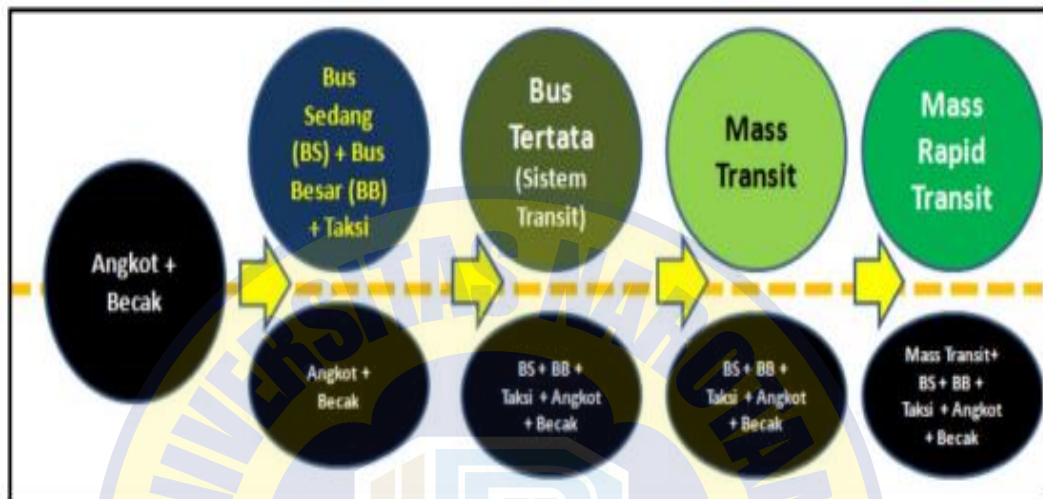 Angkot +
Becak
Bus
Sedang
(BS) + Bus
Besar (BB)
+ Taksi
Angkot +
Becak
Bus
Tertata
(Sistem
Transit)
BS + BB +
Taksi + Angkot
+ Becak
Mass
Transit
BS + BB +
Taksi + Angkot
+ Becak
Mass
Rapid
Transit
Mass Transit+
BS + BB +
Taksi + Angkot
+ Becak